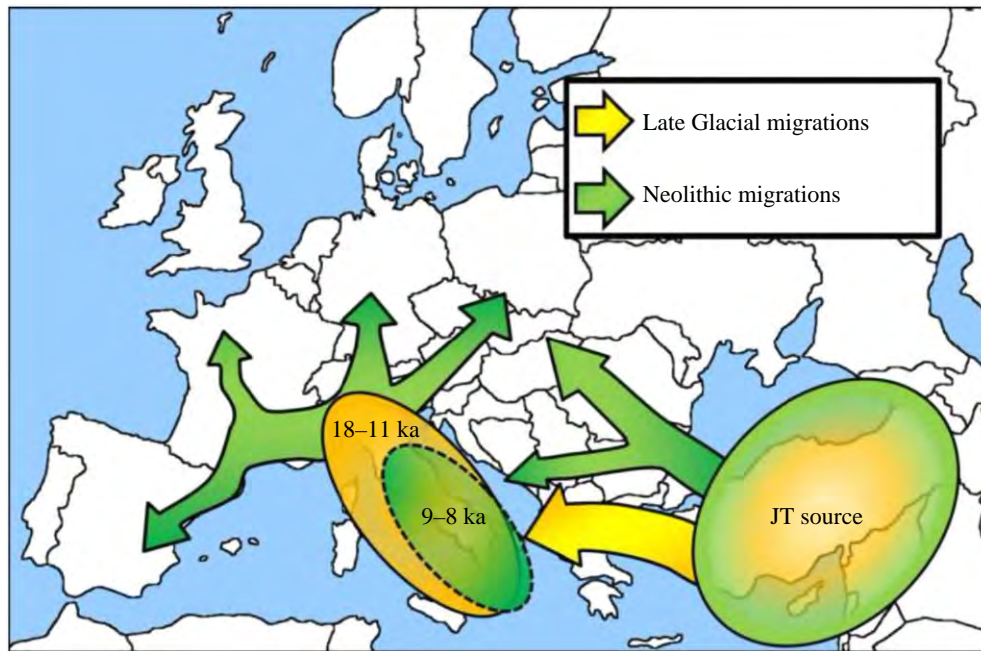 Late Glacial migrations
Neolithic migrations
18–11 ka
9–8 ka
JT source